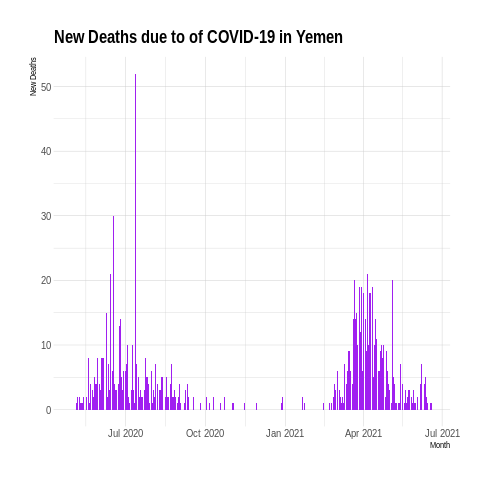 New Deaths due to of COVID-19 in Yemen
New Deaths
50
40
30
20
10
0
Jul 2020 Oct 2020 Jan 2021 Apr 2021 Jul 2021
Month